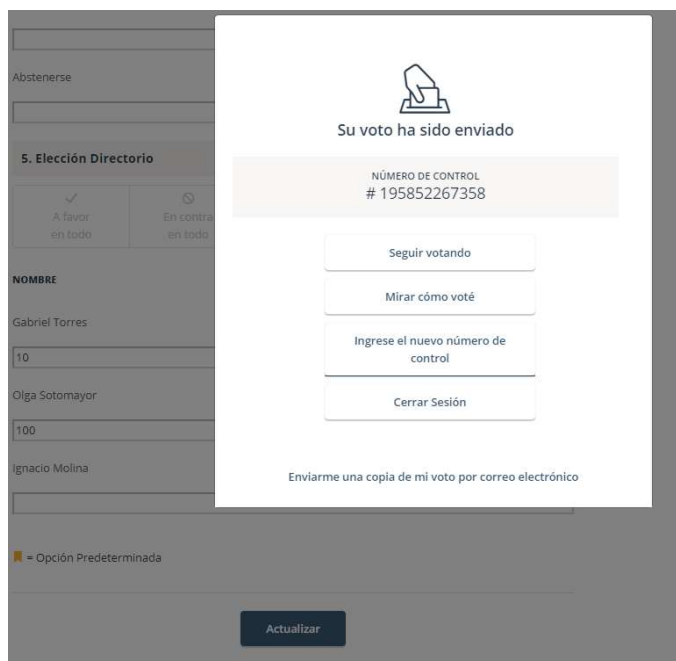 Abstenerse
5. Elección Directorio
A favor
en todo
En contra
en todo
NOMBRE
Gabriel Torres
10
Olga Sotomayor
100
Ignacio Molina
= Opción Predeterminada
Actualizar
Su voto ha sido enviado
NÚMERO DE CONTROL
# 195852267358
Seguir votando
Mirar cómo voté
Ingrese el nuevo número de
control
Cerrar Sesión
Enviarme una copia de mi voto por correo electrónico